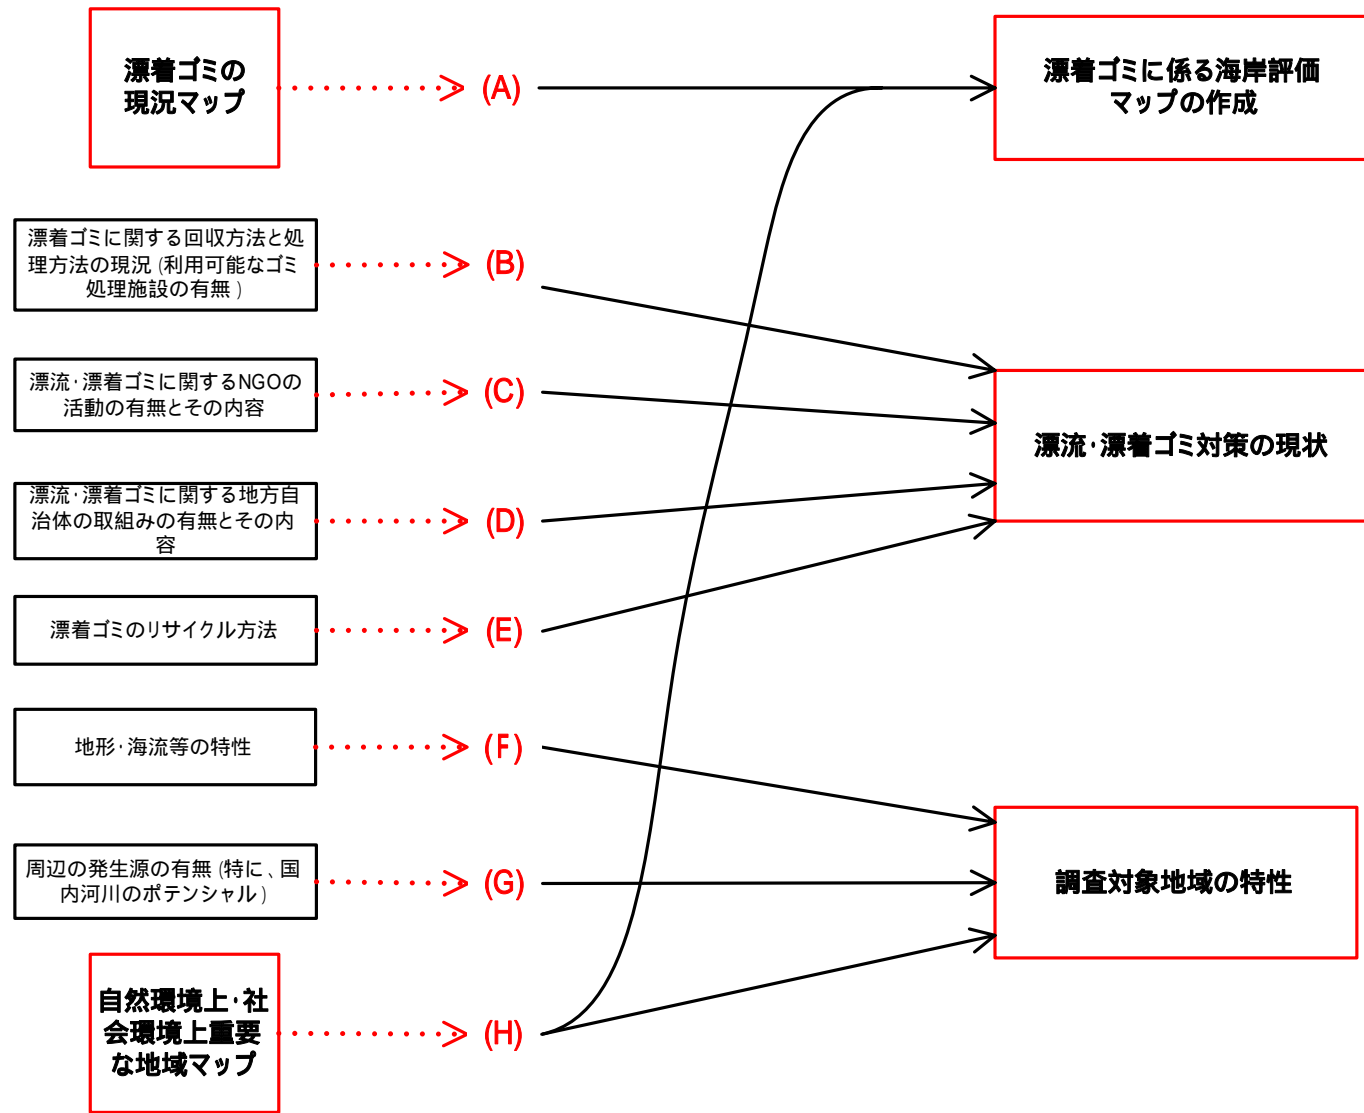 漂着ゴミの
現況マップ
(A)
漂着ゴミに係る海岸評価
マップの作成
漂着ゴミに関する回収方法と処
理方法の現況(利用可能なゴミ
処理施設の有無)
(B)
漂流・漂着ゴミに関するNGOの
活動の有無とその内容
(C)
漂流・漂着ゴミ対策の現状
漂流・漂着ゴミに関する地方自
治体の取組みの有無とその内
容
(D)
漂着ゴミのリサイクル方法
(E)
地形・海流等の特性
(F)
周辺の発生源の有無(特に、国
内河川のポテンシャル)
(G)
調査対象地域の特性
自然環境上・社
会環境上重要
な地域マップ
(H)